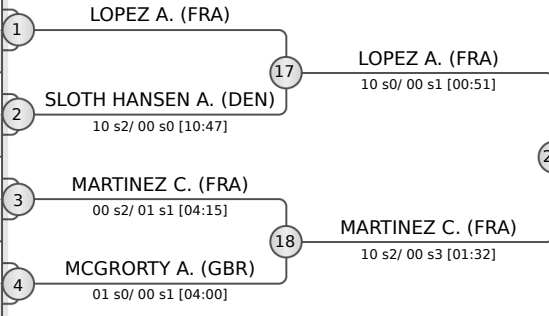 LOPEZ A. (FRA)
1
SLOTH HANSEN A. (DEN)
2
10 s2/ 00 s0 [10:47]
17
LOPEZ A. (FRA)
10 s0/ 00 s1 [00:51]
MARTINEZ C. (FRA)
3
00 s2/ 01 s1 [04:15]
MCGRORTY A. (GBR)
4
01 s0/ 00 s1 [04:00]
18
MARTINEZ C. (FRA)
10 s2/ 00 s3 [01:32]